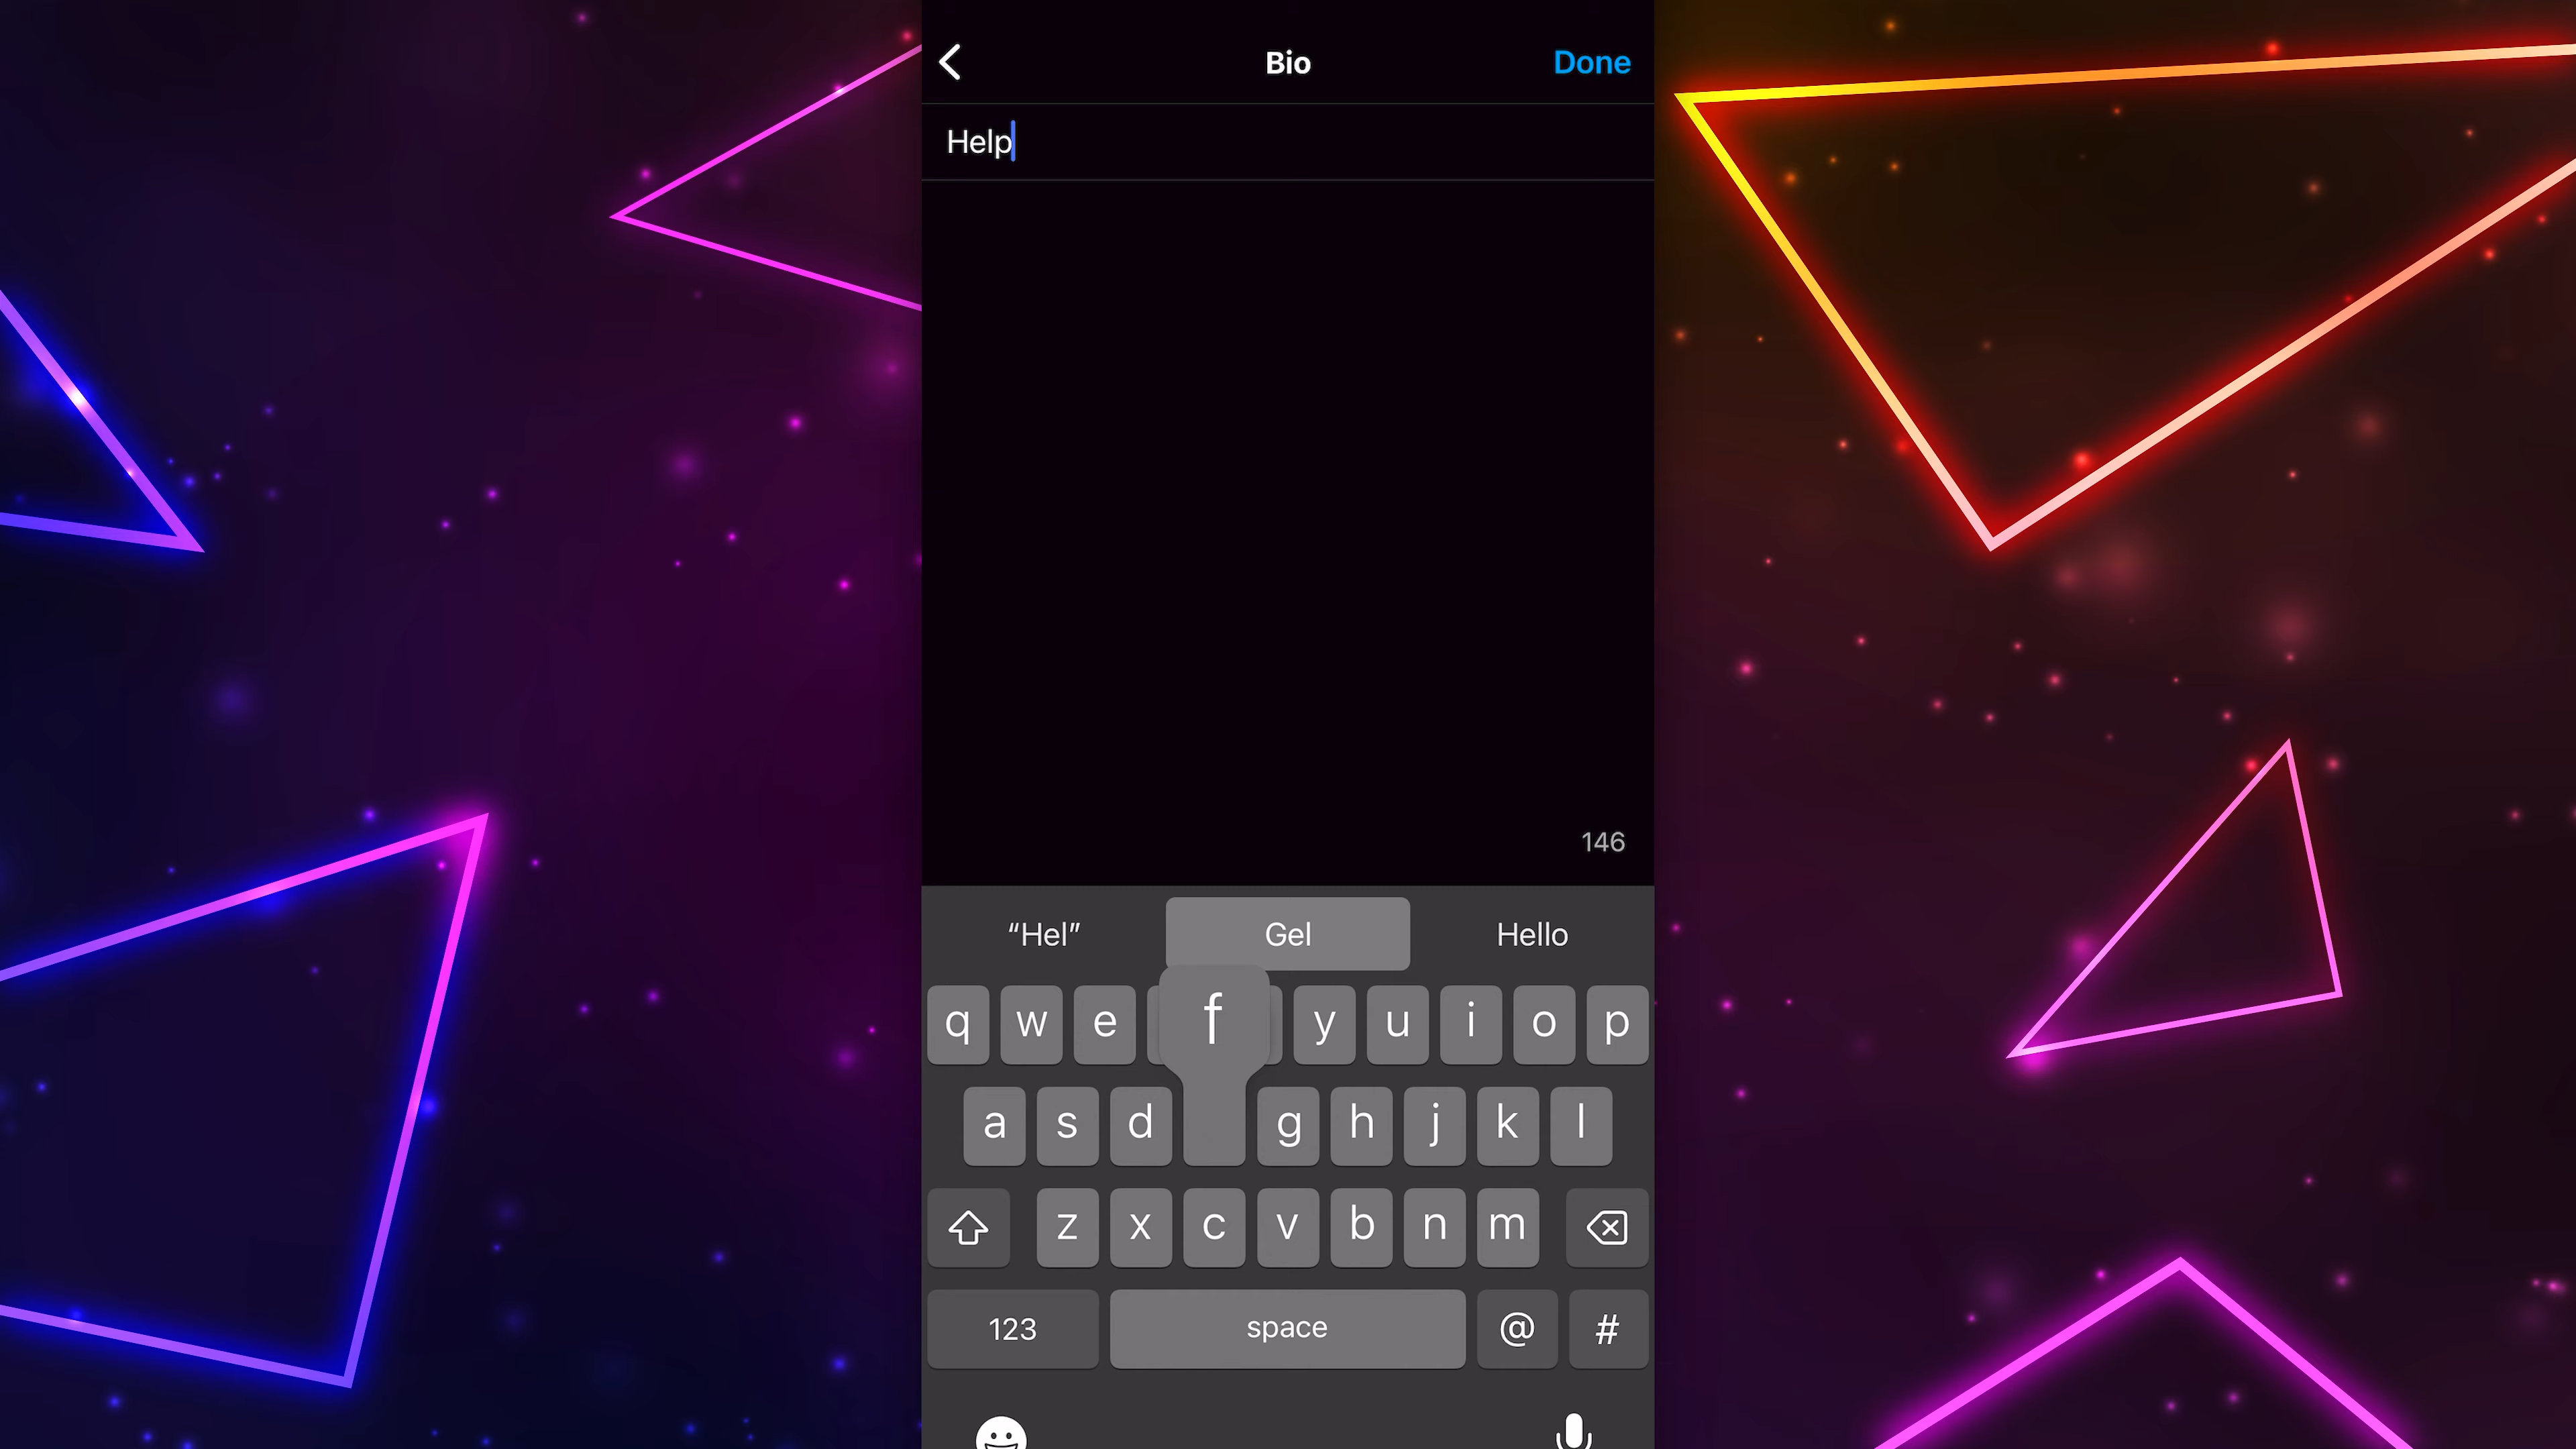 Bio
Done
Help
146
“Hel”
Gel
Hello
q w e f y u i o p
a s d g h j k l
z x c v b n m
123
space
@
#